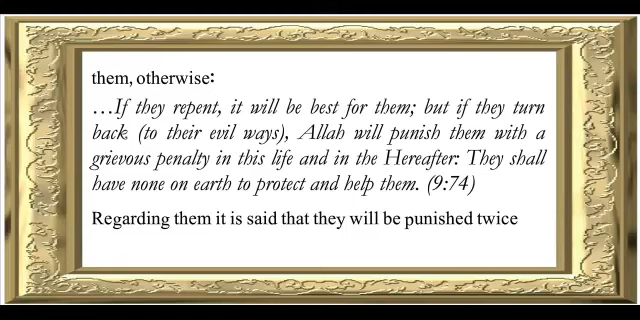 them, otherwise:
…If they repent, it will be best for them; but if they turn
back (to their evil ways), Allah will punish them with a
grievous penalty in this life and in the Hereafter: They shall
have none on earth to protect and help them. (9:74)
Regarding them it is said that they will be punished twice